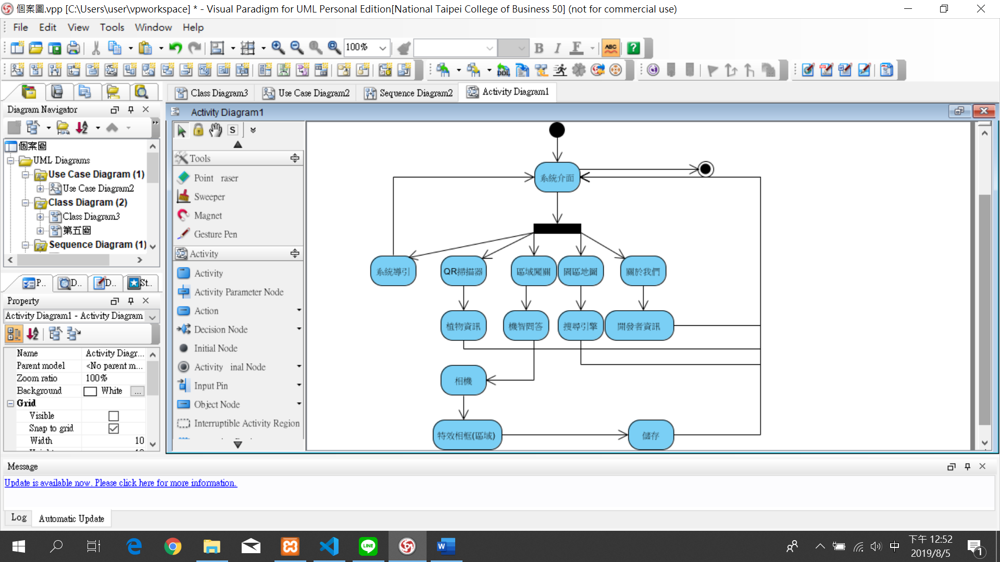 個案圖.vpp [C:\Users\user\vpworkspace] * - Visual Paradigm for UML Personal Edition[National Taipei College of Business 50] (not for commercial use)
File Edit View Tools Window Help
100%
B I F ABC ?
Class Diagram3
Use Case Diagram2
Sequence Diagram2
Activity Diagram1
Diagram Navigator
個案圖
UML Diagrams
Use Case Diagram (1)
Use Case Diagram2
Class Diagram (2)
Class Diagram3
第五圖
Sequence Diagram (1)
P..
D..
D..
St..
Property
Activity Diagram1 - Activity Diagram
Name Activity Diagr...
Parent model <No parent m...
Zoom ratio 100%
Background White ...
Grid
Visible
Snap to grid
Width 10
Activity Diagram1
S
Tools
Point raser
Sweeper
Magnet
Gesture Pen
Activity
Activity
Activity Parameter Node
Action
Decision Node
Initial Node
Activity inal Node
Input Pin
Object Node
Interruptible Activity Region
系統介面
系統導引
QR掃描器
區域闖關
園區地圖
關於我們
植物資訊
機智問答
搜尋引擎
開發者資訊
相機
特效相框(區域)
儲存
Message
Update is available now. Please click here for more information.
Log
Automatic Update
LINE
中
下午 12:52
2019/8/5
1